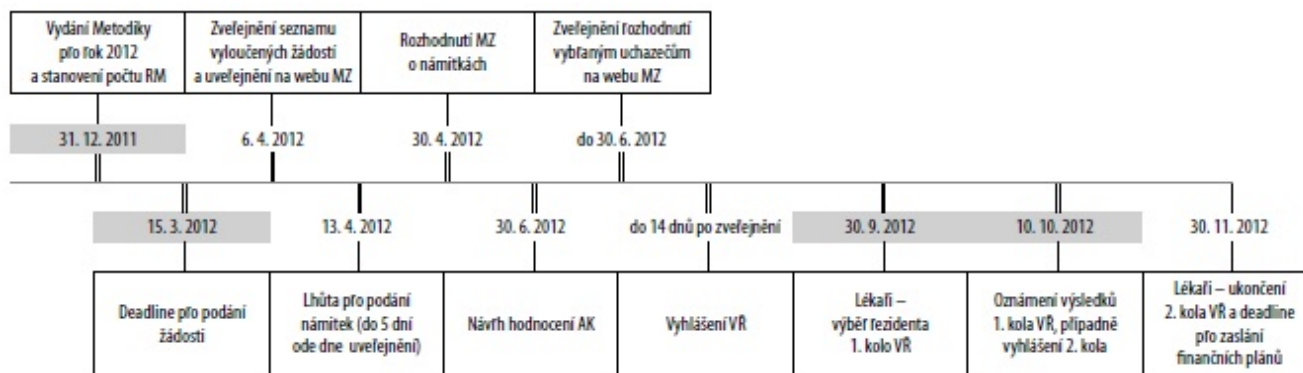 Vydání Metodiky
pro rok 2012
a stanovení počtu RM
Zveřejnění seznamu
vyloučených žádostí
a uveřejnění na webu MZ
Rozhodnutí MZ
o námitkách
Zveřejnění rozhodnutí
vybraným uchazečům
na webu MZ
31. 12. 2011
6. 4. 2012
30. 4. 2012
do 30. 6. 2012
15. 3. 2012
13. 4. 2012
30. 6. 2012
do 14 dnů po zveřejnění
30. 9. 2012
10. 10. 2012
30. 11. 2012
Deadline pro podání
žádosti
Lhůta pro podání
námitek (do 5 dní
ode dne uveřejnění)
Návrh hodnocení AK
Vyhlášení VŘ
Lékaři –
výběr rezidenta
1. kolo VŘ
Oznámení výsledků
1. kola VŘ, případně
vyhlášení 2. kola
Lékaři – ukončení
2. kola VŘ a deadline
pro zaslání
finančních plánů